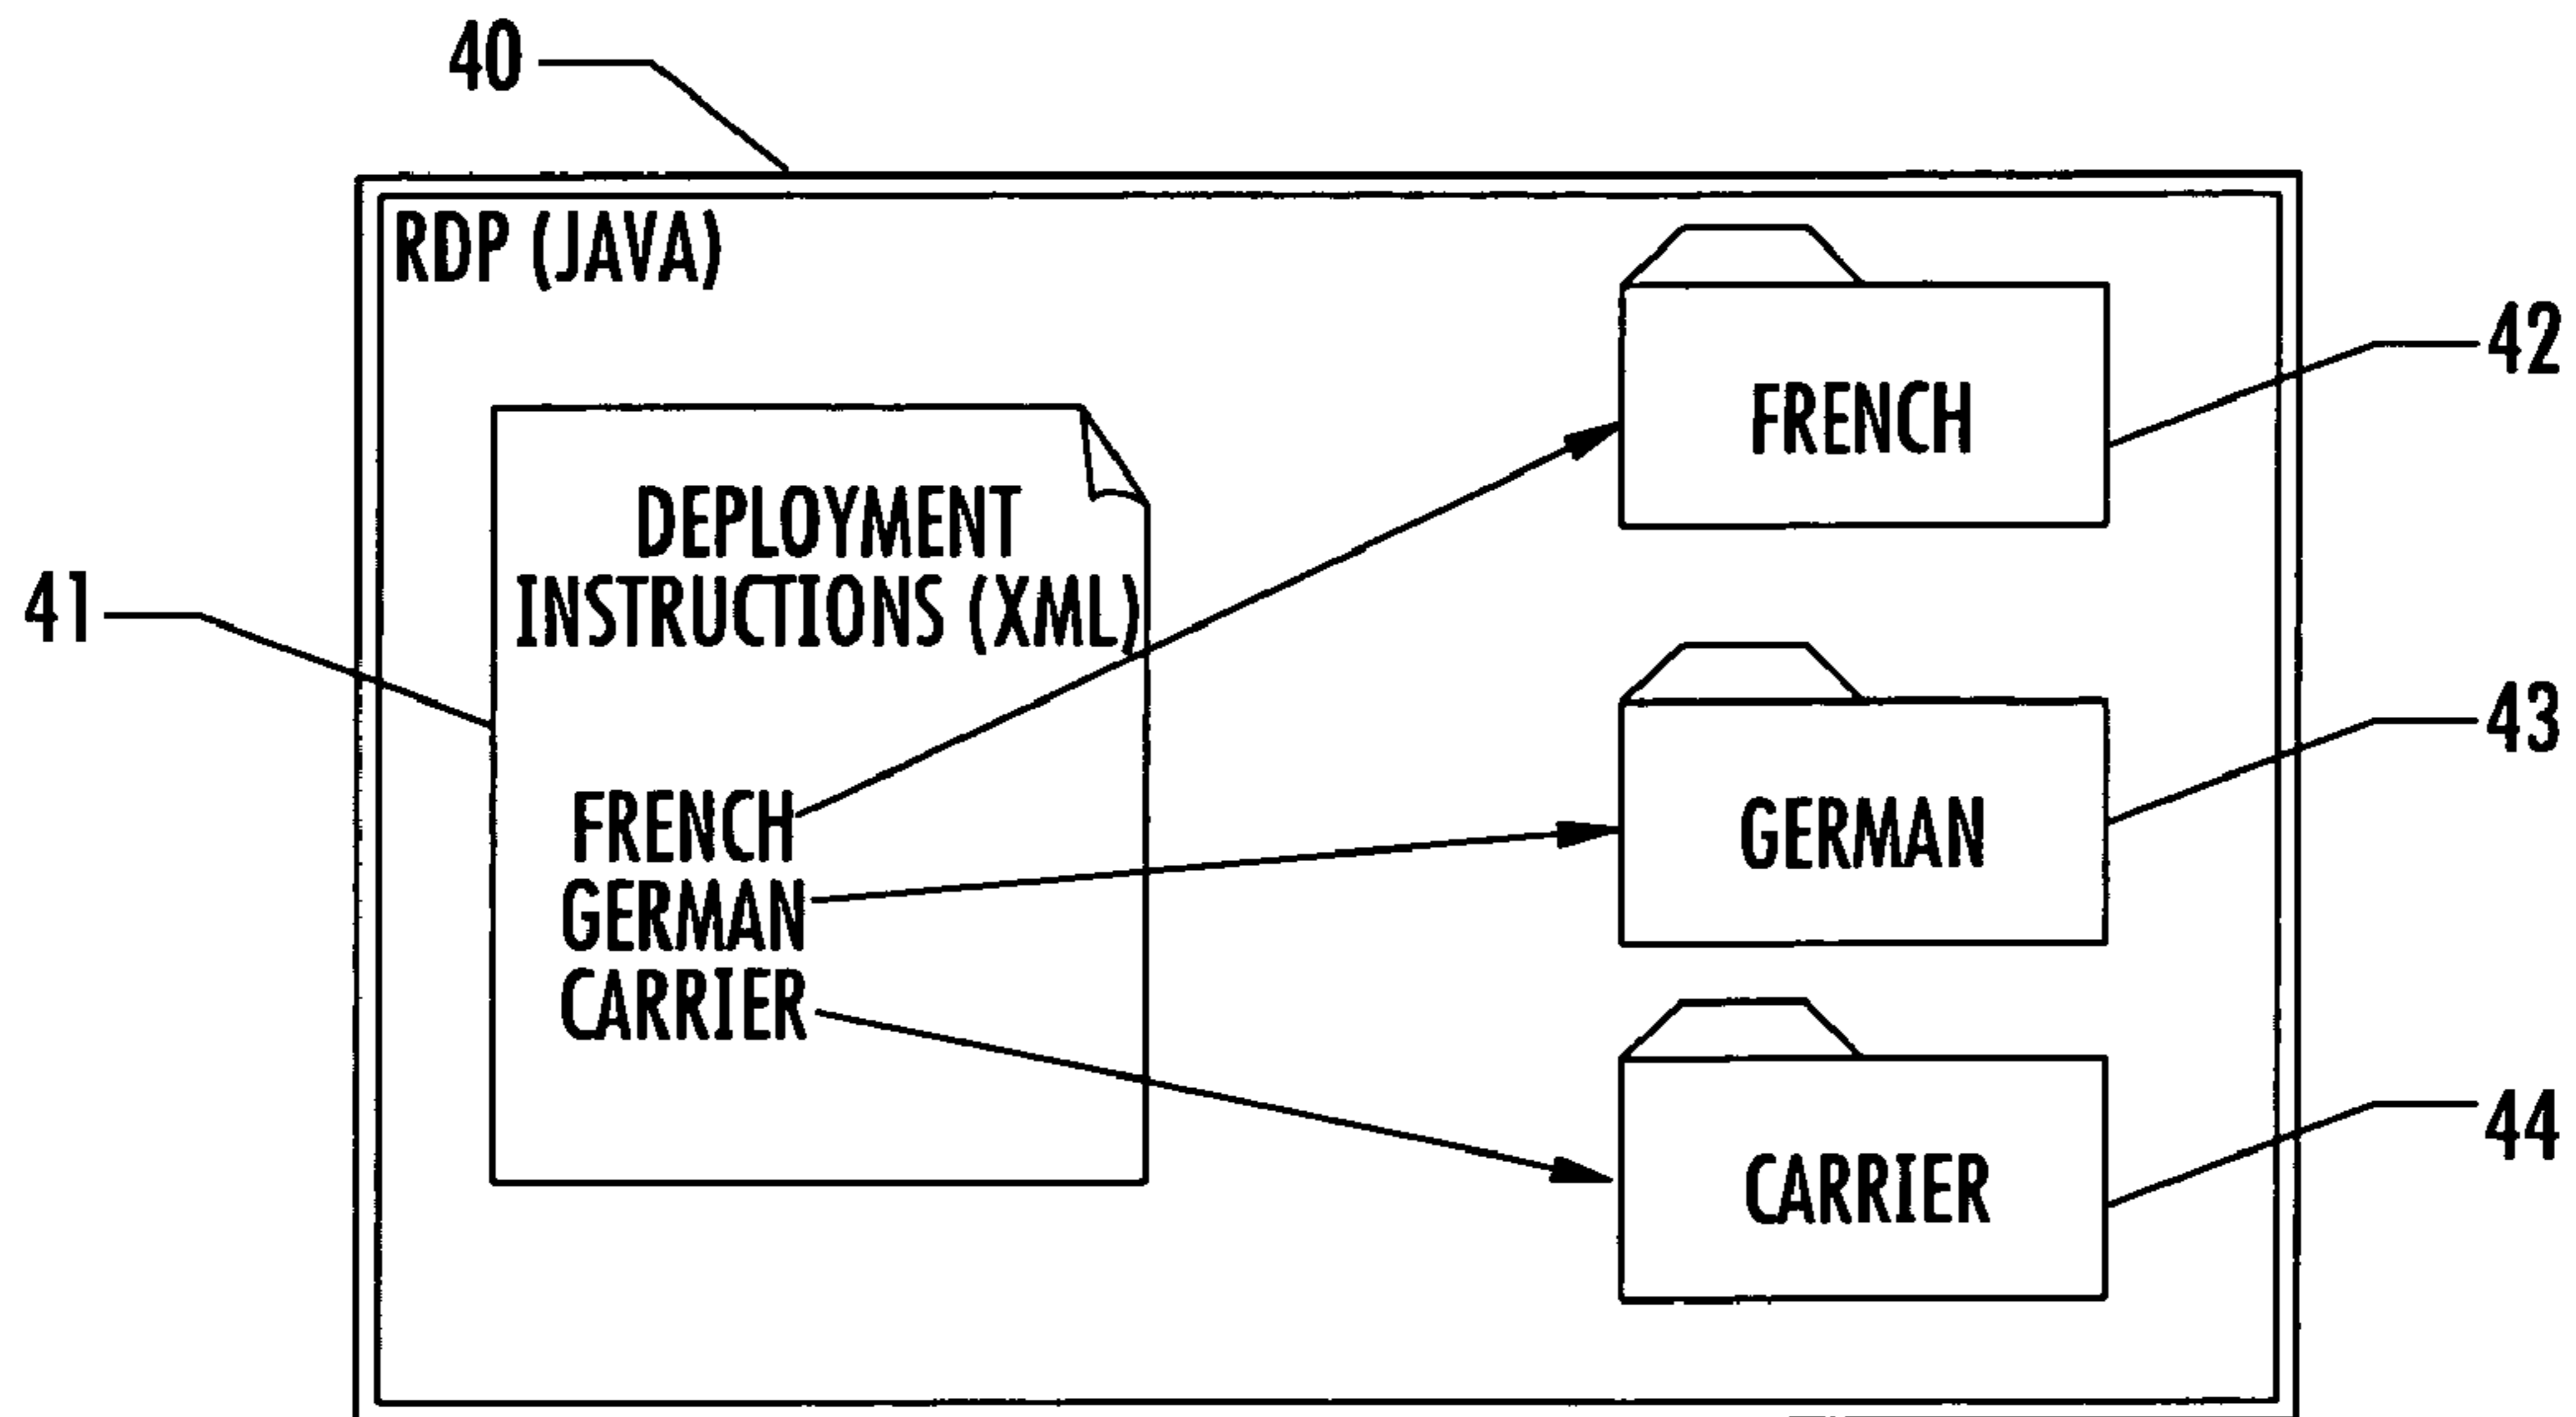 40
RDP (JAVA)
42
FRENCH
DEPLOYMENT
INSTRUCTIONS (XML)
41
43
FRENCH
GERMAN
GERMAN
CARRIER
44
CARRIER